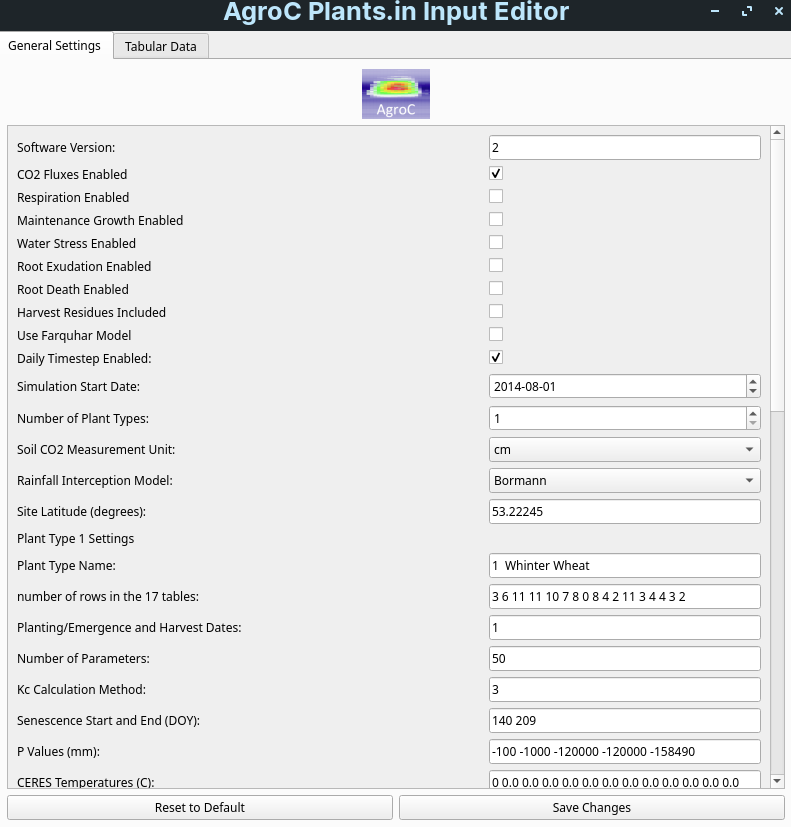 AgroC Plants.in Input Editor
General Settings Tabular Data
AgroC
Software Version: 2
CO2 Fluxes Enabled
Respiration Enabled
Maintenance Growth Enabled
Water Stress Enabled
Root Exudation Enabled
Root Death Enabled
Harvest Residues Included
Use Farquhar Model
Daily Timestep Enabled:
Simulation Start Date: 2014-08-01
Number of Plant Types: 1
Soil CO2 Measurement Unit: cm
Rainfall Interception Model: Bormann
Site Latitude (degrees): 53.22245
Plant Type 1 Settings
Plant Type Name: 1 Whinter Wheat
number of rows in the 17 tables: 3 6 11 11 10 7 8 0 8 4 2 11 3 4 4 3 2
Planting/Emergence and Harvest Dates: 1
Number of Parameters: 50
Kc Calculation Method: 3
Senescence Start and End (DOY): 140 209
P Values (mm): -100 -1000 -120000 -120000 -158490
CERES Temperatures (C): 0 0.0 0.0 0.0 0.0 0.0 0.0 0.0 0.0 0.0 0.0 0.0 0.0
Reset to Default Save Changes